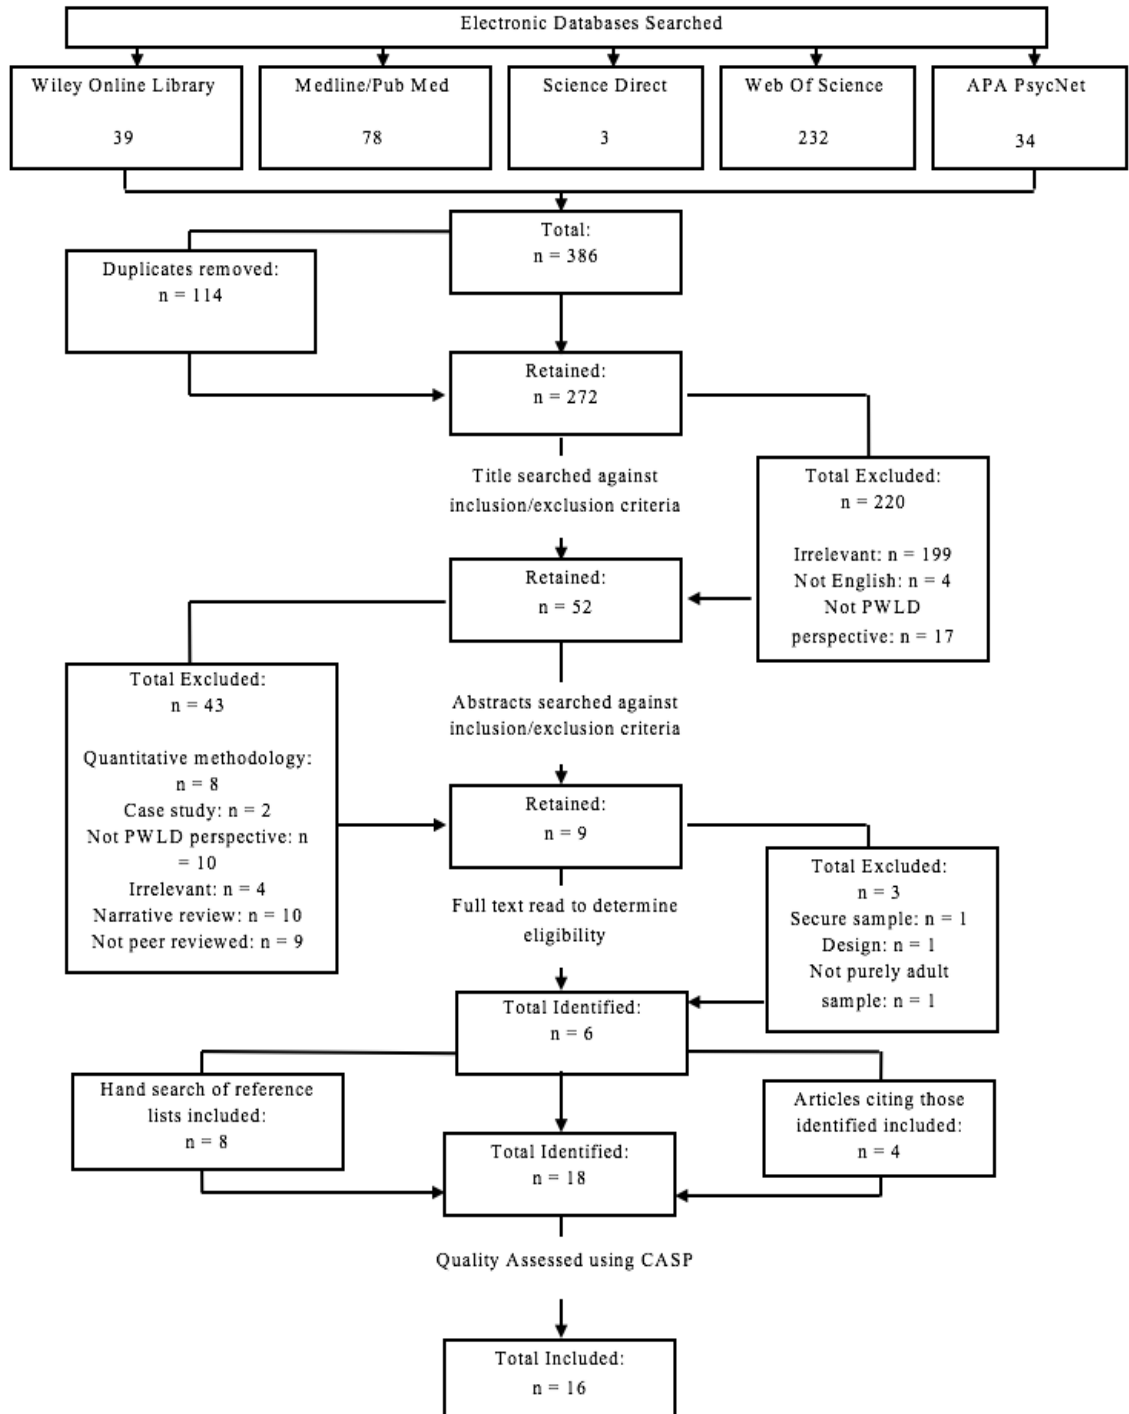 Electronic Databases Searched
Wiley Online Library
39
Medline/Pub Med
78
Science Direct
3
Web Of Science
232
APA PsycNet
34
Total:
n = 386
Duplicates removed:
n = 114
Retained:
n = 272
Title searched against
inclusion/exclusion criteria
Total Excluded:
n = 220
Irrelevant: n = 199
Not English: n = 4
Not PWLD
perspective: n = 17
Retained:
n = 52
Total Excluded:
n = 43
Quantitative methodology:
n = 8
Case study: n = 2
Not PWLD perspective: n
= 10
Irrelevant: n = 4
Narrative review: n = 10
Not peer reviewed: n = 9
Abstracts searched against
inclusion/exclusion criteria
Retained:
n = 9
Full text read to determine
eligibility
Total Excluded:
n = 3
Secure sample: n = 1
Design: n = 1
Not purely adult
sample: n = 1
Total Identified:
n = 6
Hand search of reference
lists included:
n = 8
Articles citing those
identified included:
n = 4
Total Identified:
n = 18
Quality Assessed using CASP
Total Included:
n = 16